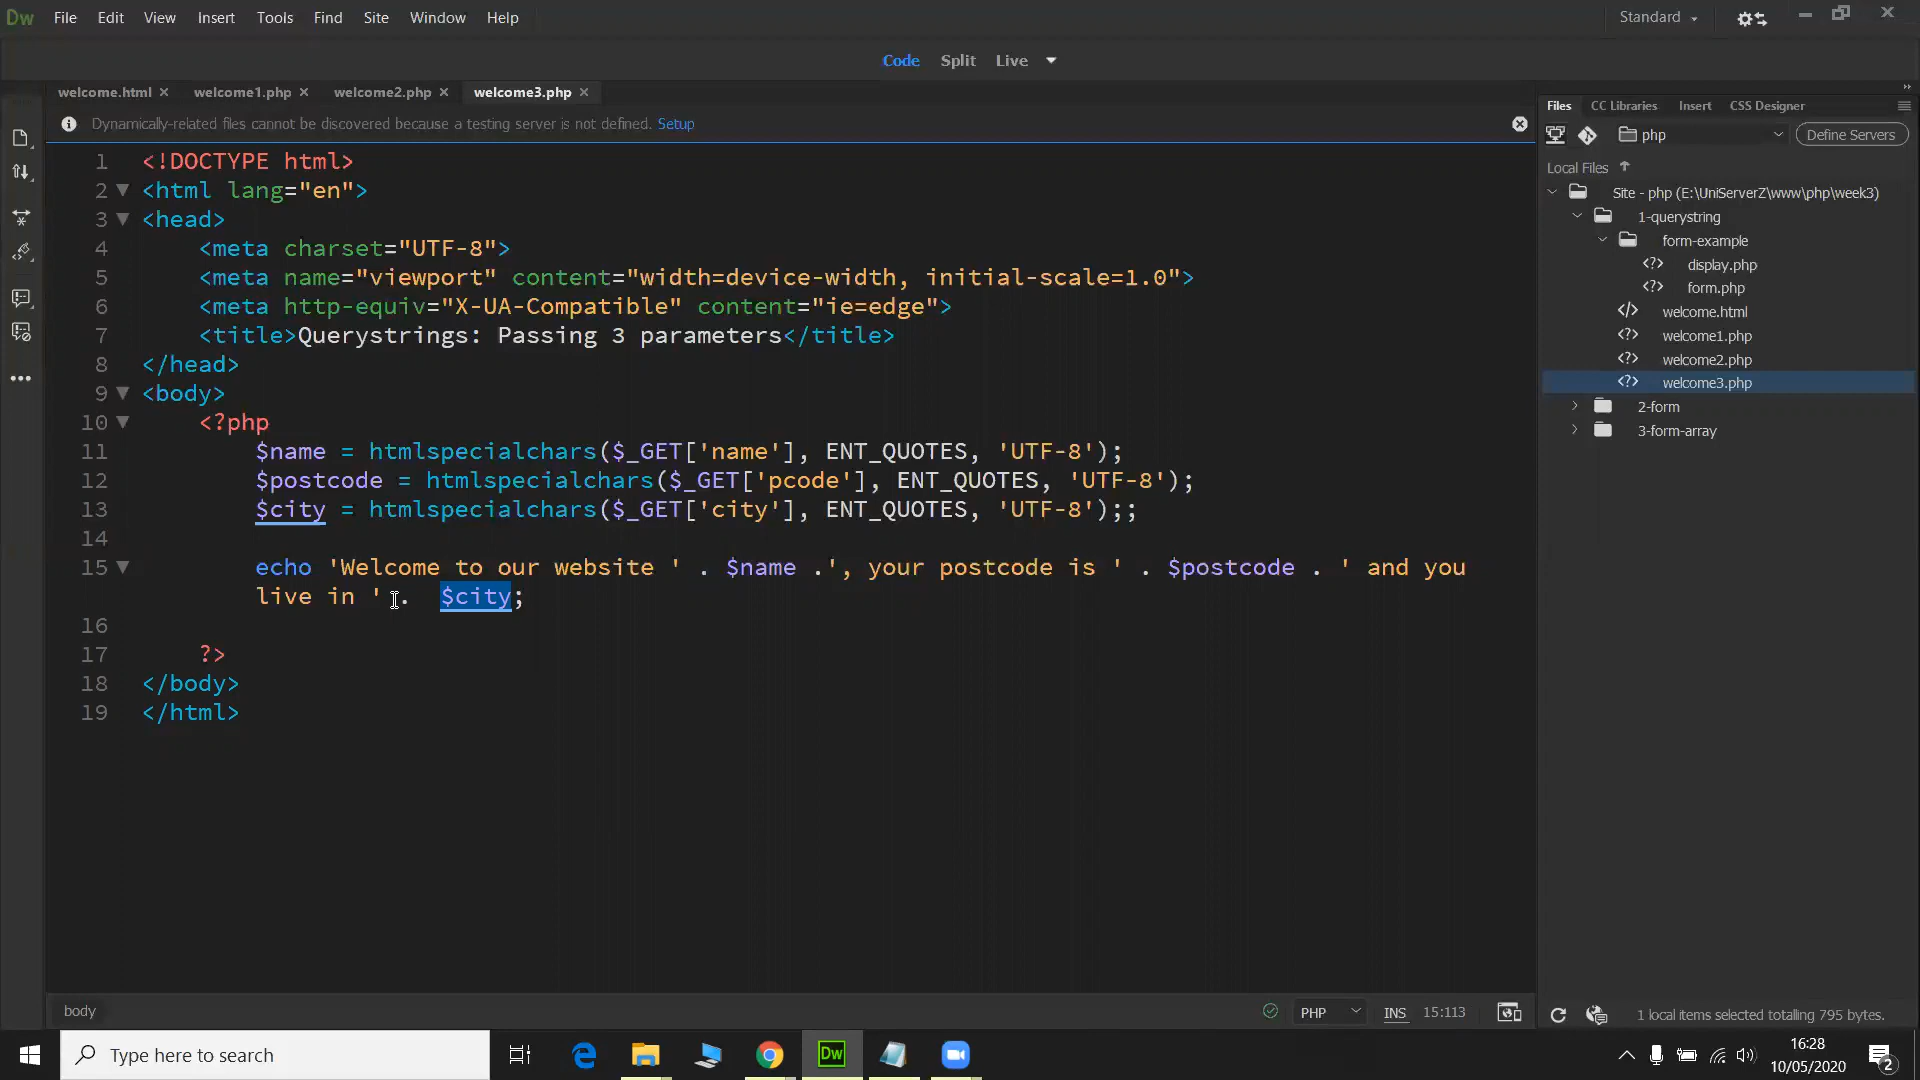 Dw File Edit View Insert Tools Find Site Window Help Standard
Code Split Live
welcome.html welcome1.php welcome2.php welcome3.php
Dynamically-related files cannot be discovered because a testing server is not defined. Setup
1 <!DOCTYPE html>
2 <html lang="en">
3 <head>
4 <meta charset="UTF-8">
5 <meta name="viewport" content="width=device-width, initial-scale=1.0">
6 <meta http-equiv="X-UA-Compatible" content="ie=edge">
7 <title>Querystrings: Passing 3 parameters</title>
8 </head>
9 <body>
10 <?php
11 $name = htmlspecialchars($_GET['name'], ENT_QUOTES, 'UTF-8');
12 $postcode = htmlspecialchars($_GET['pcode'], ENT_QUOTES, 'UTF-8');
13 $city = htmlspecialchars($_GET['city'], ENT_QUOTES, 'UTF-8');;
14
15 echo 'Welcome to our website ' . $name .', your postcode is ' . $postcode . ' and you
live in ' . $city;
16
17 ?>
18 </body>
19 </html>
body PHP INS 15:113
Files CC Libraries Insert CSS Designer
php Define Servers
Local Files
Site - php (E:\UniServerZ\www\php\week3)
1-querystring
form-example
<?> display.php
<?> form.php
</> welcome.html
<?> welcome1.php
<?> welcome2.php
<?> welcome3.php
2-form
3-form-array
1 local items selected totalling 795 bytes.
Type here to search Dw
16:28
10/05/2020
2